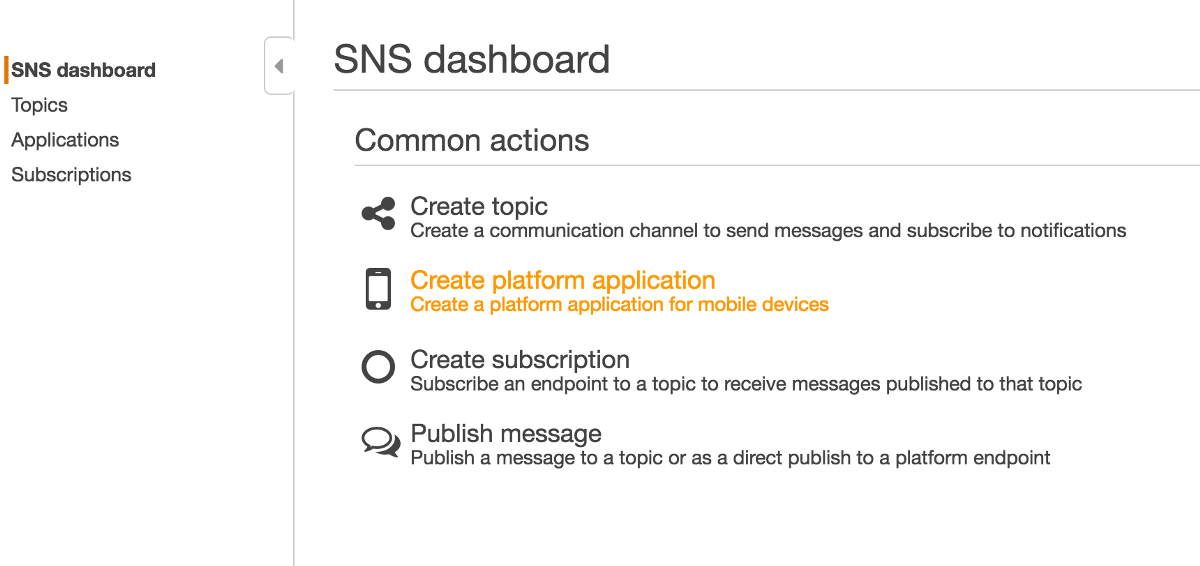 SNS dashboard
Topics
Applications
Subscriptions
SNS dashboard
Common actions
Create topic
Create a communication channel to send messages and subscribe to notifications
Create platform application
Create a platform application for mobile devices
Create subscription
Subscribe an endpoint to a topic to receive messages published to that topic
Publish message
Publish a message to a topic or as a direct publish to a platform endpoint